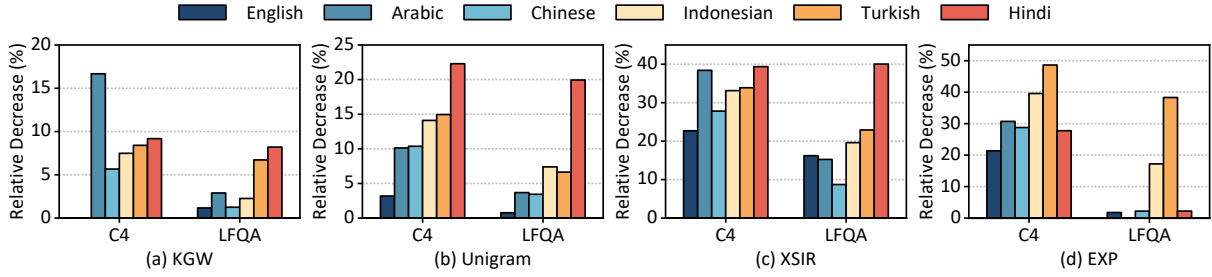 English Arabic Chinese Indonesian Turkish Hindi
Relative Decrease (%)
20
15
10
5
0
C4 LFQA
(a) KGW
Relative Decrease (%)
25
20
15
10
5
0
C4 LFQA
(b) Unigram
Relative Decrease (%)
40
30
20
10
0
C4 LFQA
(c) XSIR
Relative Decrease (%)
50
40
30
20
10
0
C4 LFQA
(d) EXP